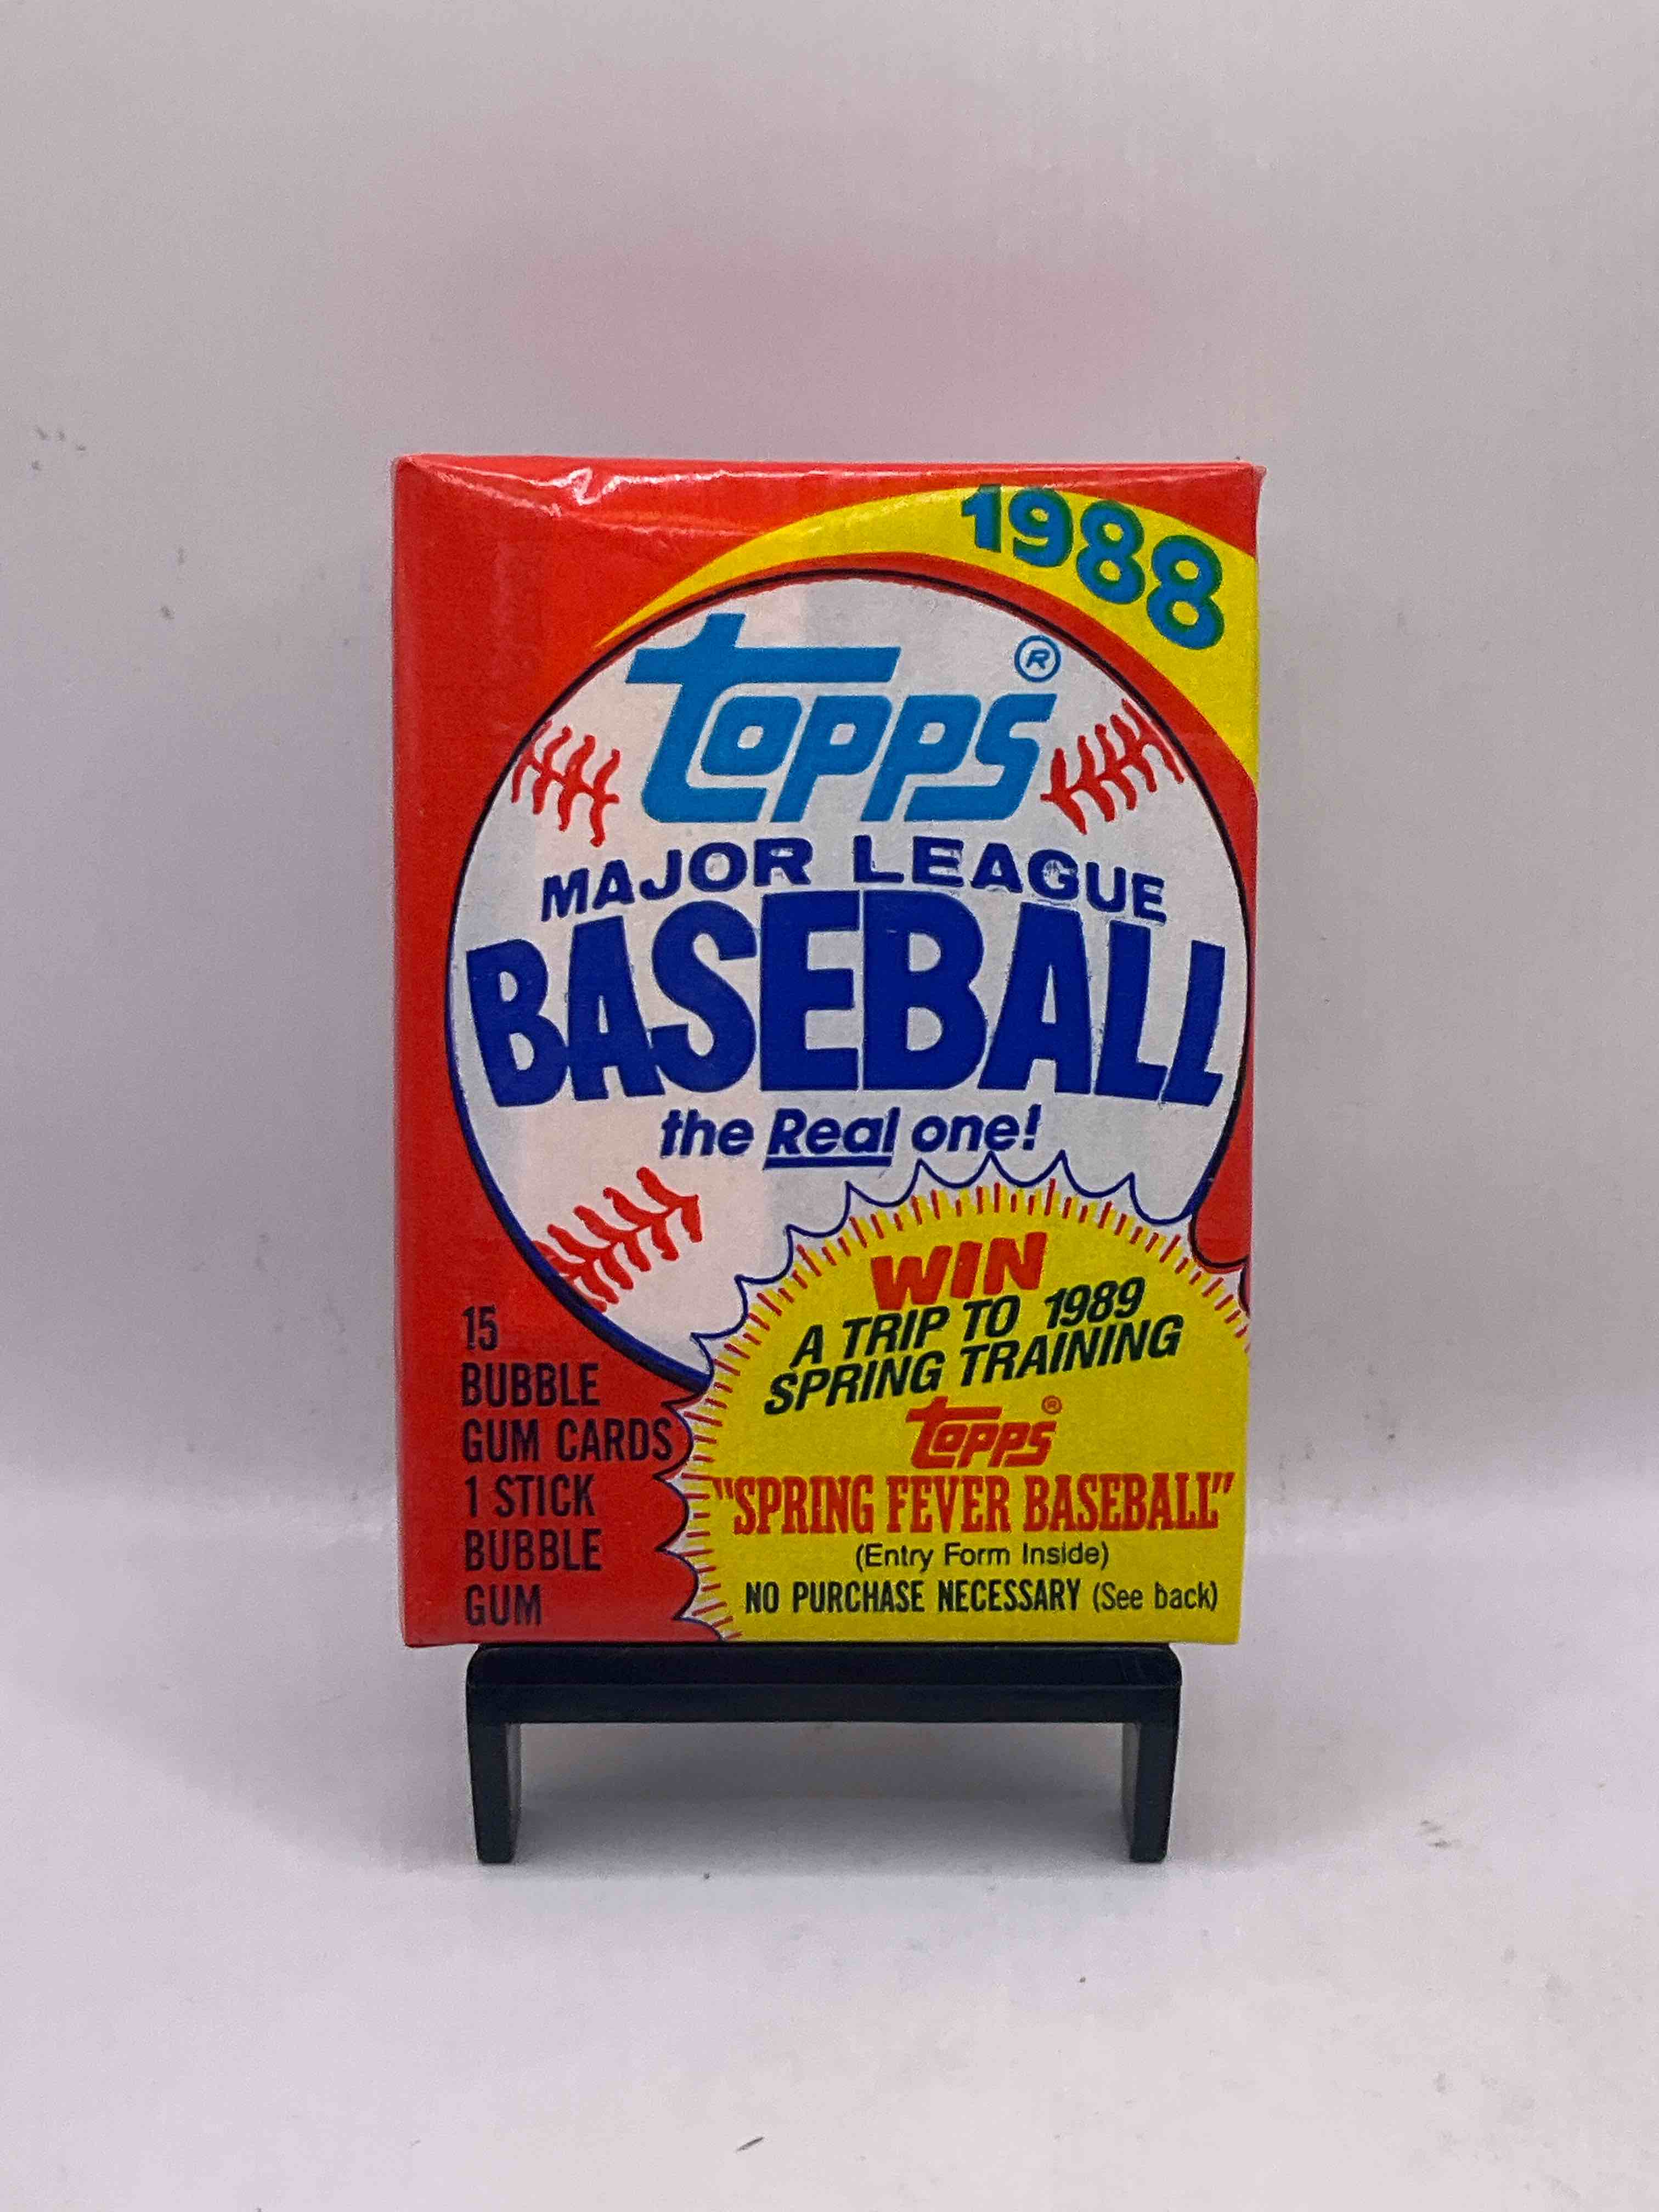 1988
Topps®
MAJOR LEAGUE
BASEBALL
the Real one!
WIN
A TRIP TO 1989
SPRING TRAINING
Topps®
"SPRING FEVER BASEBALL"
(Entry Form Inside)
NO PURCHASE NECESSARY (See back)
15
BUBBLE
GUM CARDS
1 STICK
BUBBLE
GUM